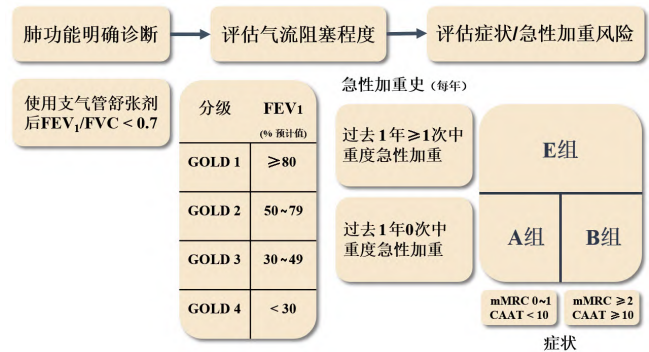 肺功能明确诊断
评估气流阻塞程度
评估症状/急性加重风险
使用支气管舒张剂
后FEV₁/FVC < 0.7
分级 FEV1
(% 预计值)
GOLD 1 ≥80
GOLD 2 50~79
GOLD 3 30~49
GOLD 4 < 30
急性加重史（每年）
过去1年≥1次中
重度急性加重
过去1年0次中
重度急性加重
E组
A组 B组
mMRC 0~1
CAAT < 10
mMRC ≥2
CAAT ≥10
症状